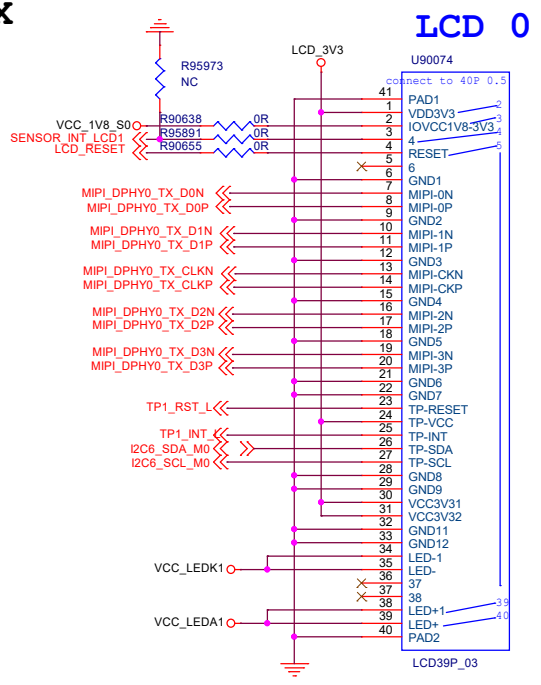 x
LCD 0
LCD_3V3
U90074
R95973
NC
connect to 40P 0.5
41 PAD1
1 VDD3V3 2
VCC_1V8_S0 R90638 0R 2 IOVCC1V8-3V3 3
SENSOR_INT_LCD1 R95891 0R 3 4 4
LCD_RESET R90655 0R 4 RESET 5
5 6
6 GND1
MIPI_DPHY0_TX_D0N 7 MIPI-0N
MIPI_DPHY0_TX_D0P 8 MIPI-0P
9 GND2
MIPI_DPHY0_TX_D1N 10 MIPI-1N
MIPI_DPHY0_TX_D1P 11 MIPI-1P
12 GND3
MIPI_DPHY0_TX_CLKN 13 MIPI-CKN
MIPI_DPHY0_TX_CLKP 14 MIPI-CKP
15 GND4
MIPI_DPHY0_TX_D2N 16 MIPI-2N
MIPI_DPHY0_TX_D2P 17 MIPI-2P
18 GND5
MIPI_DPHY0_TX_D3N 19 MIPI-3N
MIPI_DPHY0_TX_D3P 20 MIPI-3P
21 GND6
22 GND7
TP1_RST_L 23 TP-RESET
24 TP-VCC
TP1_INT_L 25 TP-INT
I2C6_SDA_M0 26 TP-SDA
I2C6_SCL_M0 27 TP-SCL
28 GND8
29 GND9
30 VCC3V31
31 VCC3V32
32 GND11
33 GND12
34 LED-1
VCC_LEDK1 35 LED-
36 37
37 38
38 LED+1 39
VCC_LEDA1 39 LED+ 40
40 PAD2
LCD39P_03